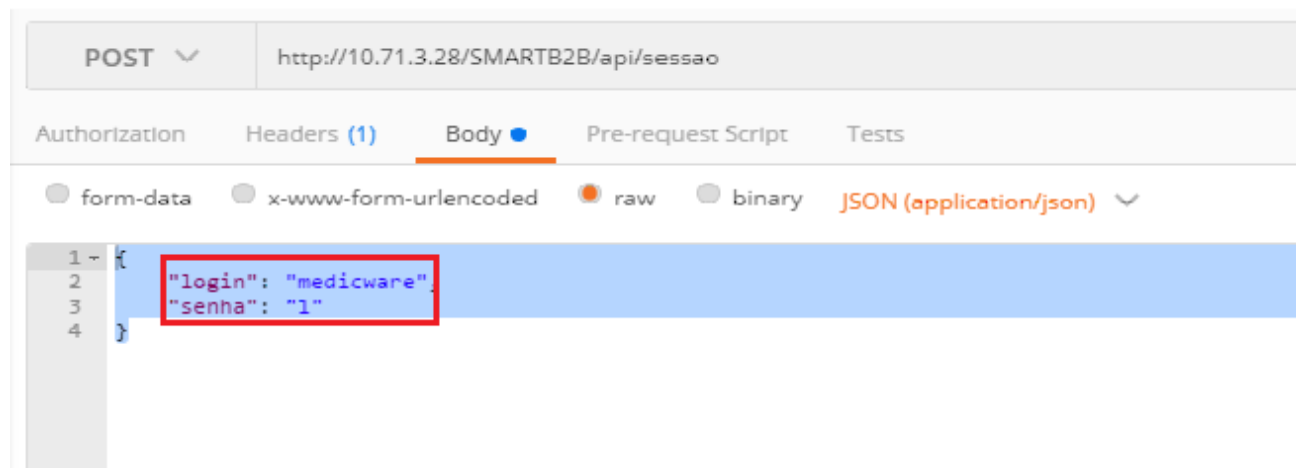 POST http://10.71.3.28/SMARTB2B/api/sessao
Authorization Headers (1) Body Pre-request Script Tests
form-data x-www-form-urlencoded raw binary JSON (application/json)
1 {
2 "login": "medicware",
3 "senha": "1"
4 }